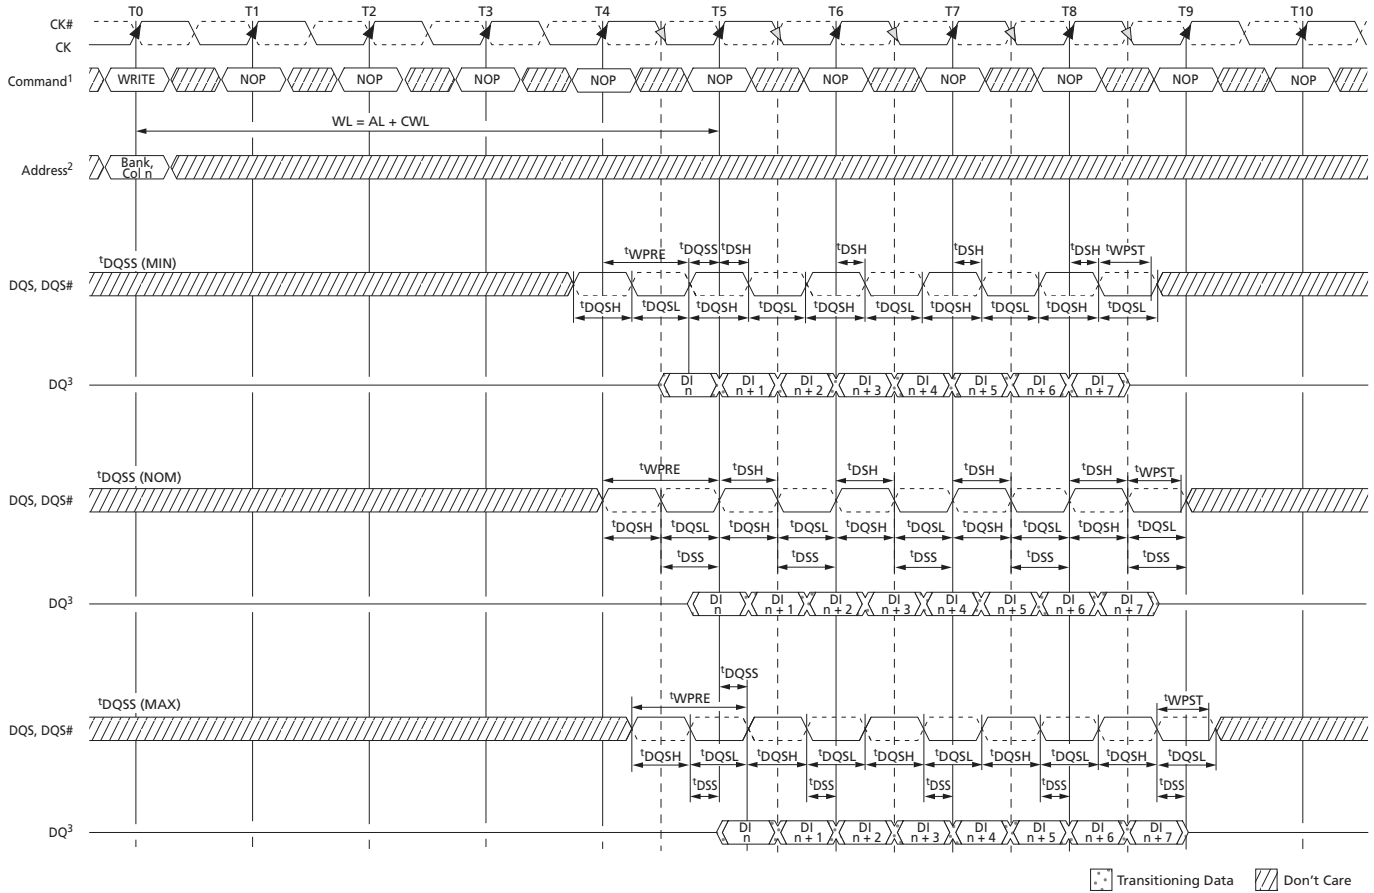 T0 T1 T2 T3 T4 T5 T6 T7 T8 T9 T10
CK#
CK
Command¹ WRITE NOP NOP NOP NOP NOP NOP NOP NOP NOP NOP
WL = AL + CWL
Address² Bank,
Col n
tDQSS (MIN) tWPRE tDQSS tDSH tDSH tDSH tDSH tWPST
DQS, DQS#
tDQSH tDQSL tDQSH tDQSL tDQSH tDQSL tDQSH tDQSL tDQSH tDQSL
DQ³ DI DI DI DI DI DI DI DI
n n + 1 n + 2 n + 3 n + 4 n + 5 n + 6 n + 7
tDQSS (NOM) tWPRE tDSH tDSH tDSH tDSH tWPST
DQS, DQS#
tDQSH tDQSL tDQSH tDQSL tDQSH tDQSL tDQSH tDQSL tDQSH tDQSL
tDSS tDSS tDSS tDSS tDSS
DQ³ DI DI DI DI DI DI DI DI
n n + 1 n + 2 n + 3 n + 4 n + 5 n + 6 n + 7
tDQSS
tDQSS (MAX) tWPRE tWPST
DQS, DQS#
tDQSH tDQSL tDQSH tDQSL tDQSH tDQSL tDQSH tDQSL tDQSH tDQSL
tDSS tDSS tDSS tDSS tDSS
DQ³ DI DI DI DI DI DI DI DI
n n + 1 n + 2 n + 3 n + 4 n + 5 n + 6 n + 7
Transitioning Data Don't Care